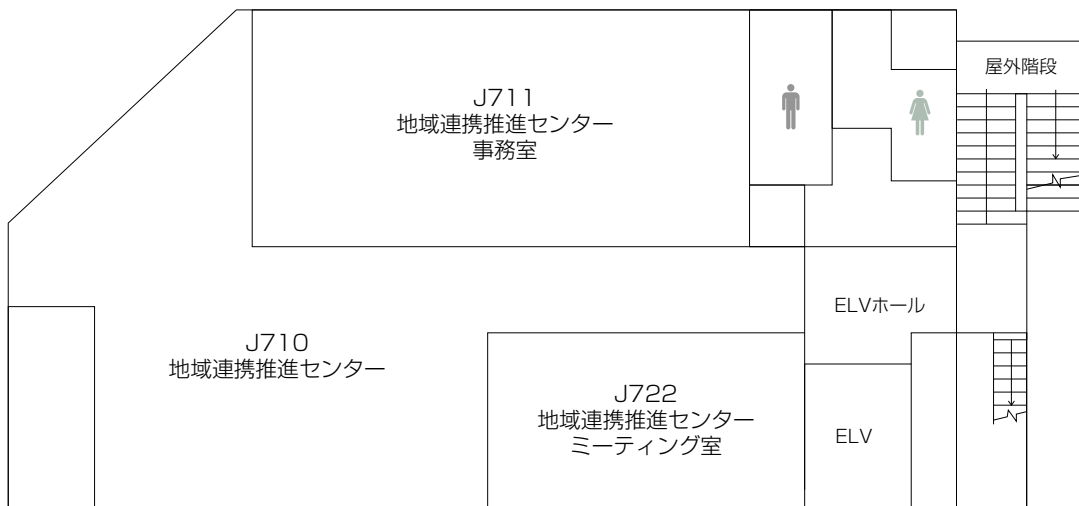 屋外階段
J711
地域連携推進センター
事務室
ELVホール
J710
地域連携推進センター
J722
地域連携推進センター
ミーティング室
ELV